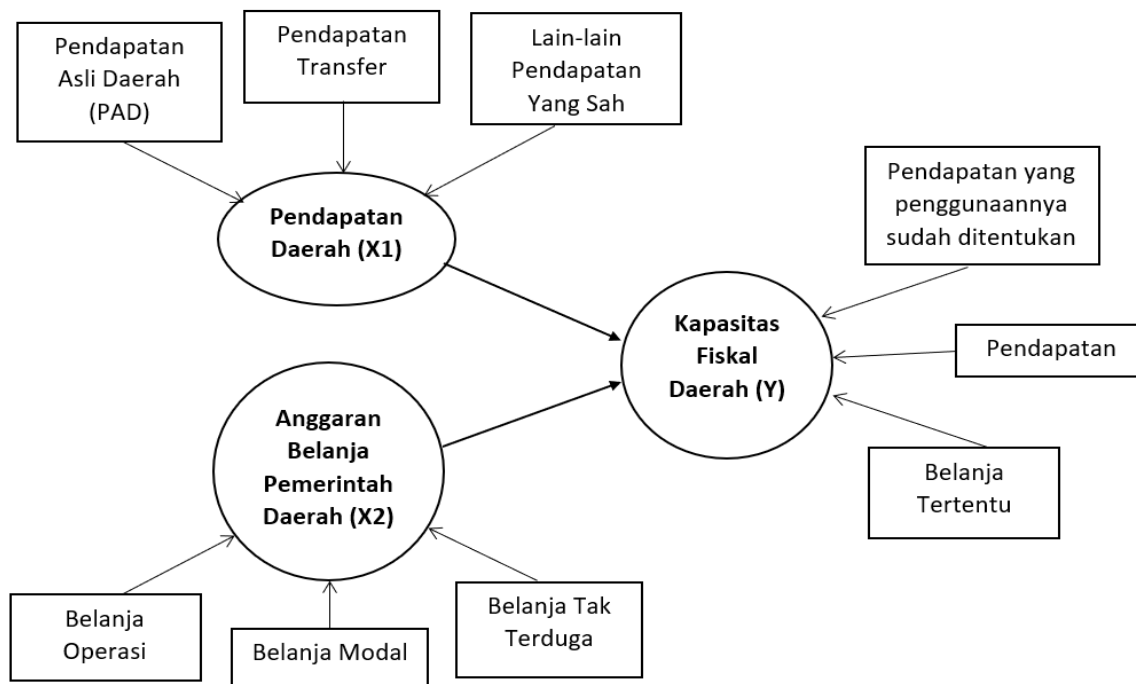 Pendapatan
Asli Daerah
(PAD)
Pendapatan
Transfer
Lain-lain
Pendapatan
Yang Sah
Pendapatan
Daerah (X1)
Pendapatan yang
penggunaannya
sudah ditentukan
Kapasitas
Fiskal
Daerah (Y)
Pendapatan
Anggaran
Belanja
Pemerintah
Daerah (X2)
Belanja
Tertentu
Belanja
Operasi
Belanja Modal
Belanja Tak
Terduga